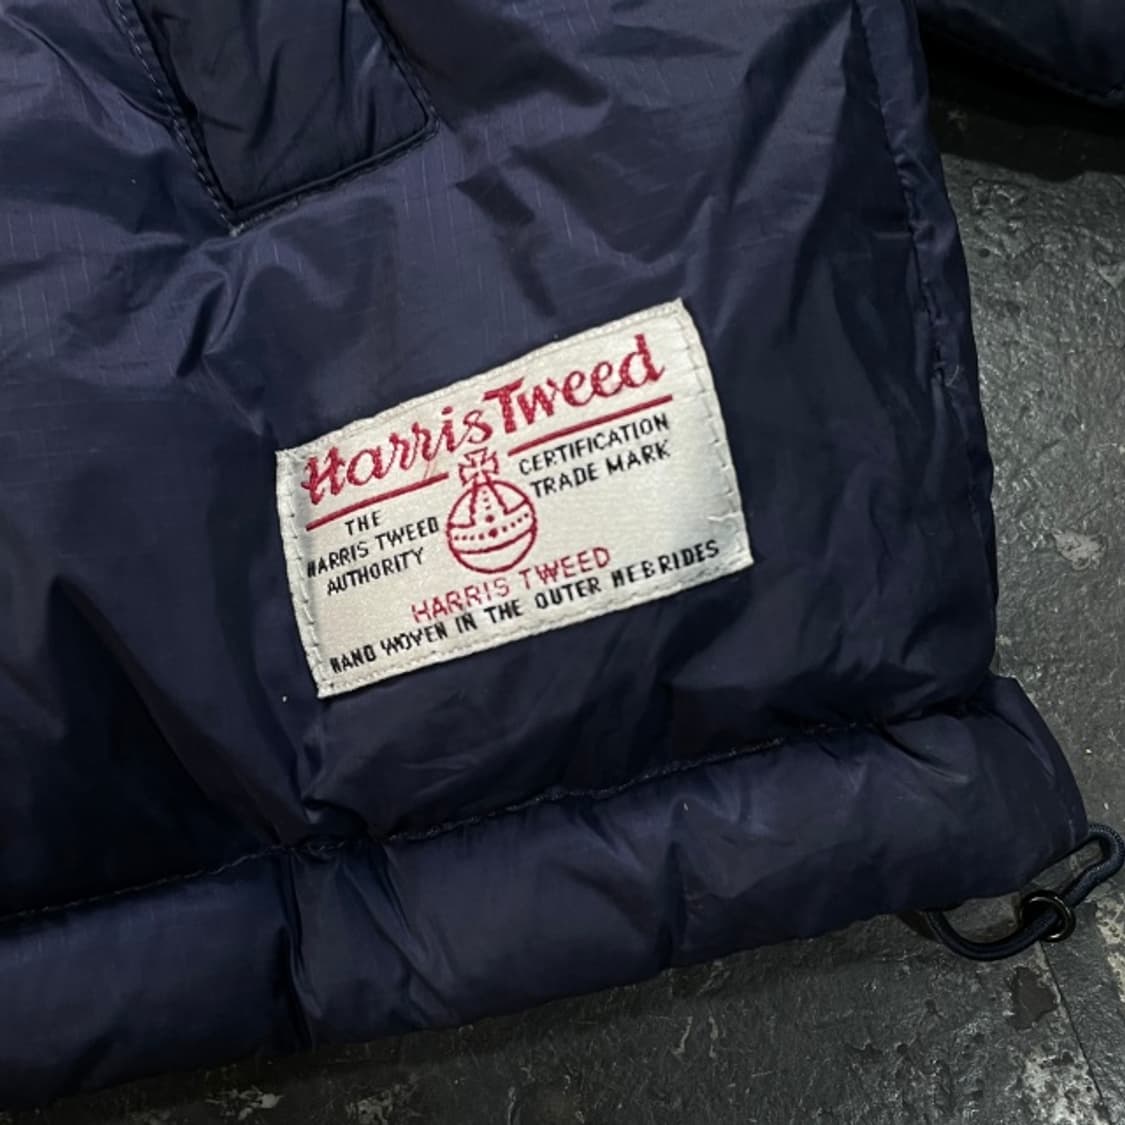 Harris Tweed
CERTIFICATION
TRADE MARK
THE
HARRIS TWEED
AUTHORITY
HARRIS TWEED
HAND WOVEN IN THE OUTER HEBRIDES